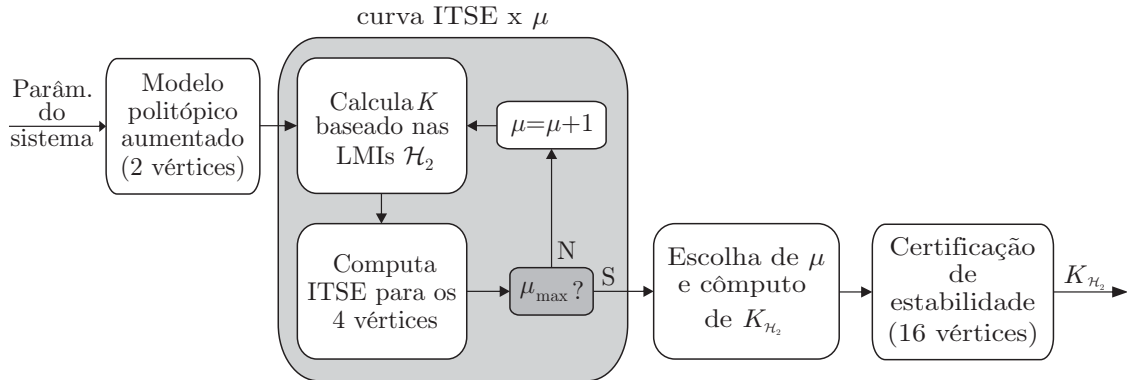 curva ITSE x μ
Parâm.
do
sistema
Modelo
politópico
aumentado
(2 vértices)
Calcula K
baseado nas
LMIs ℋ₂
μ=μ+1
Computa
ITSE para os
4 vértices
μmax ?
N
S
Escolha de μ
e cômputo
de Kℋ₂
Certificação
de
estabilidade
(16 vértices)
Kℋ₂